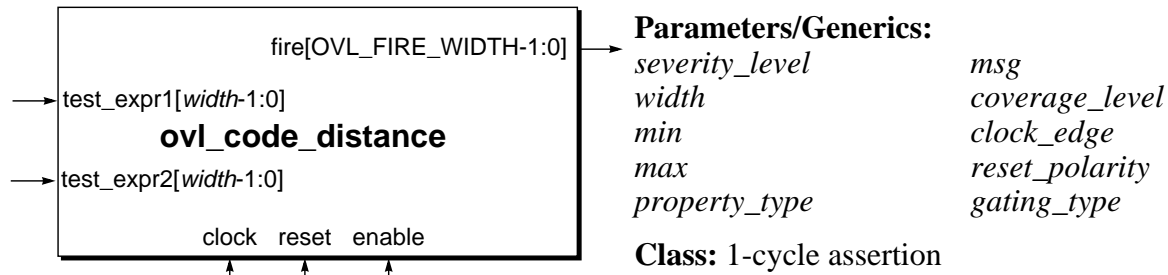 fire[OVL_FIRE_WIDTH-1:0]
test_expr1[width-1:0]
ovl_code_distance
test_expr2[width-1:0]
clock reset enable
Parameters/Generics:
severity_level msg
width coverage_level
min clock_edge
max reset_polarity
property_type gating_type
Class: 1-cycle assertion